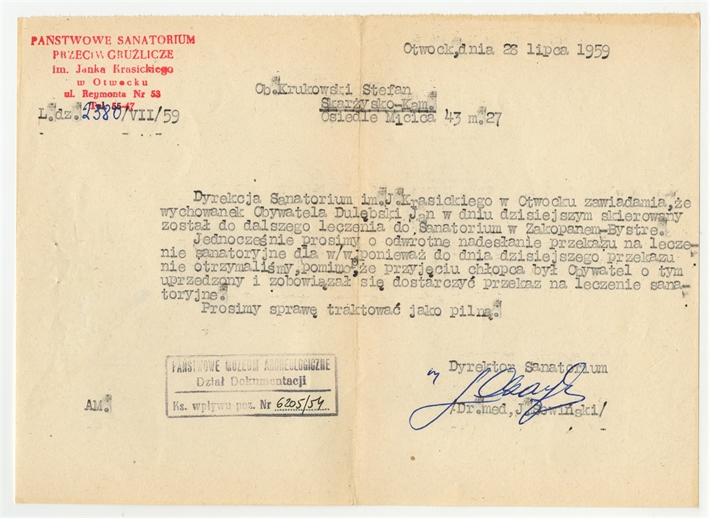 PAŃSTWOWE SANATORIUM
PRZECIWGRUŹLICZE
im. Janka Krasickiego
w Otwocku
ul. Reymonta Nr 53
Tel. 55-47
L.dz. 2380/VII/59
Otwock,dnia 28 lipca 1959
Ob.Krukowski Stefan
Skarżysko-Kam.
Osiedle Milica 43 m.27
Dyrekcja Sanatorium im.J.Krasickiego w Otwocku zawiadamia,że
wychowanek Obywatela Dulębski Jan w dniu dzisiejszym skierowany
został do dalszego leczenia do Sanatorium w Zakopanem-Bystre.
Jednocześnie prosimy o odwrotne nadesłanie przekazu na lecze-
nie sanatoryjne dla w/w,ponieważ do dnia dzisiejszego przekazu
nie otrzymaliśmy,pomimo,że przyjęciu chłopca był Obywatel o tym
uprzedzony i zobowiązał się dostarczyć przekaz na leczenie sana-
toryjne.
Prosimy sprawę traktować jako pilną.
Dyrektor Sanatorium
/Dr.med,J. /
AM.
PAŃSTWOWE MUZEUM ARCHEOLOGICZNE
Dział Dokumentacji
Ks. wpływu poz. Nr 6205/54